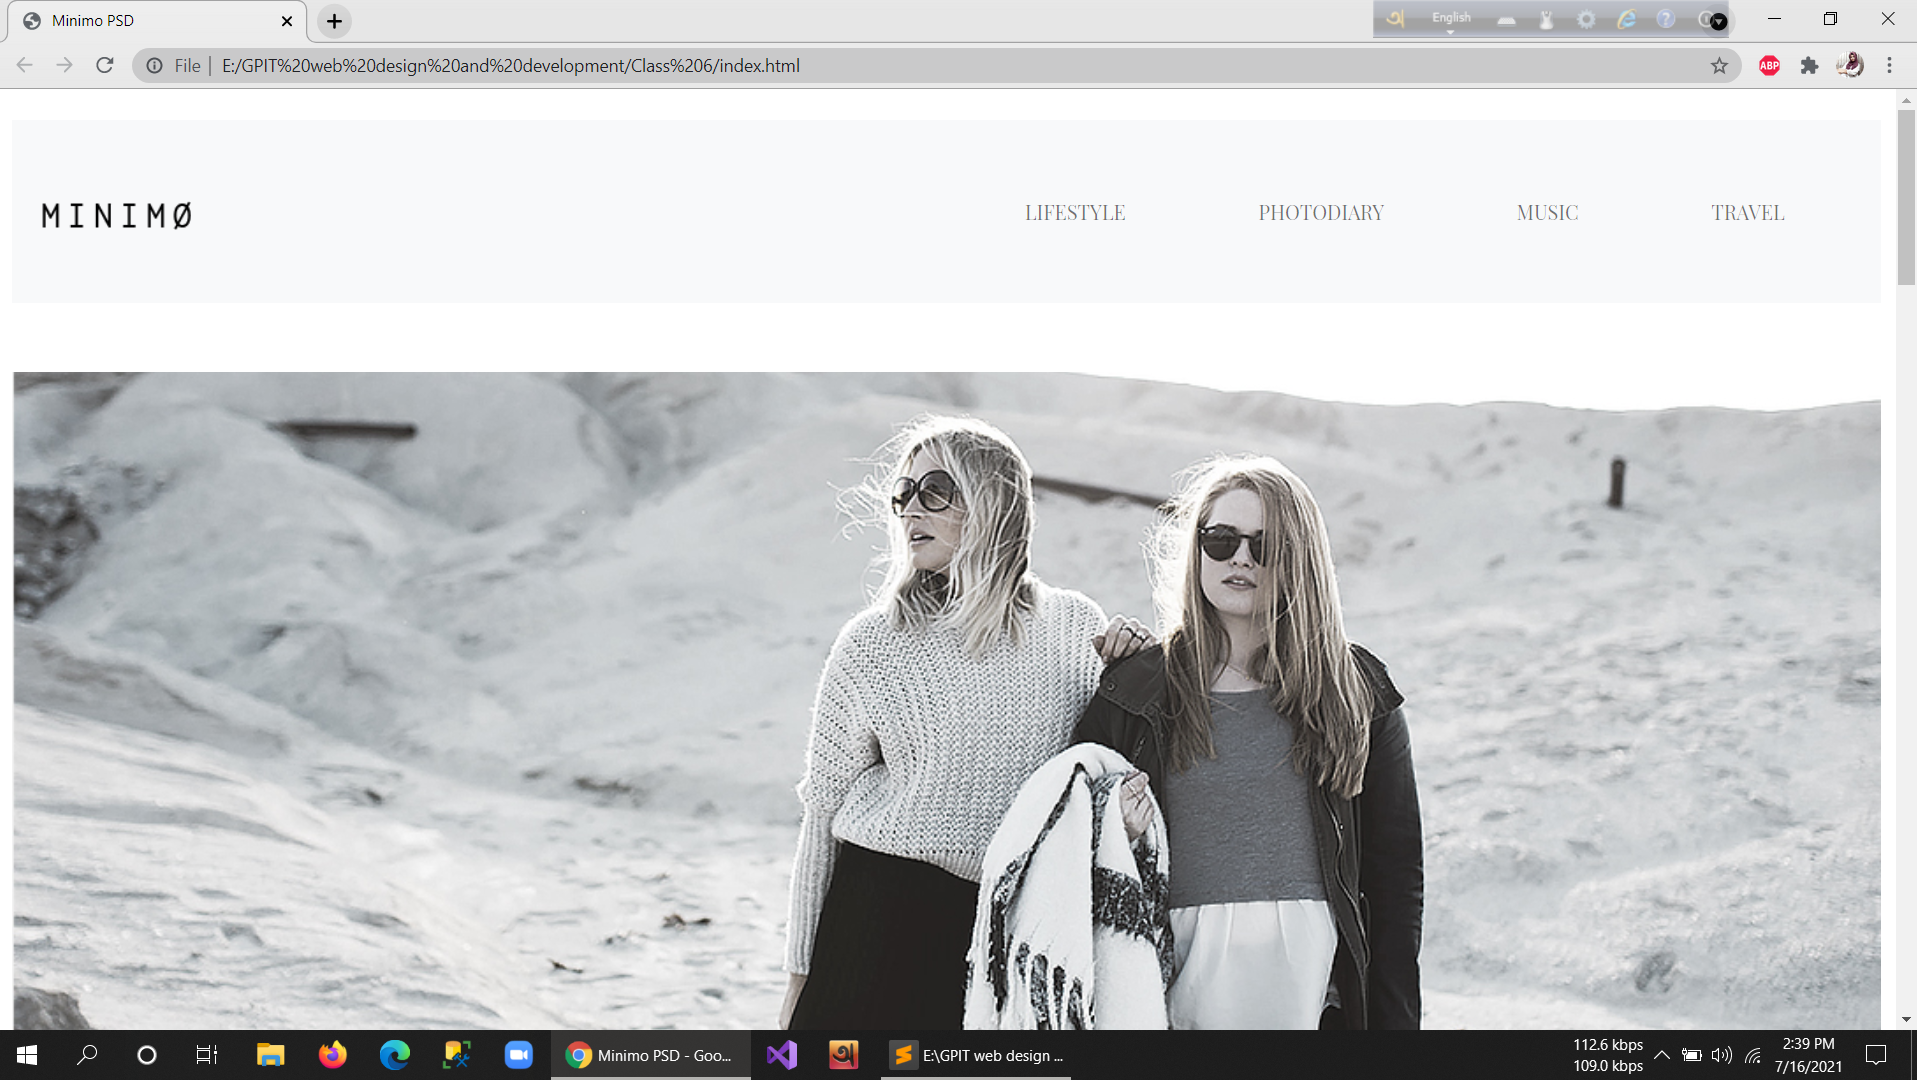 Minimo PSD
English
File
E:/GPIT%20web%20design%20and%20development/Class%206/index.html
ABP
MINIMØ
LIFESTYLE PHOTODIARY MUSIC TRAVEL
Minimo PSD - Goo...
অ
E:\GPIT web design ...
112.6 kbps
109.0 kbps
2:39 PM
7/16/2021